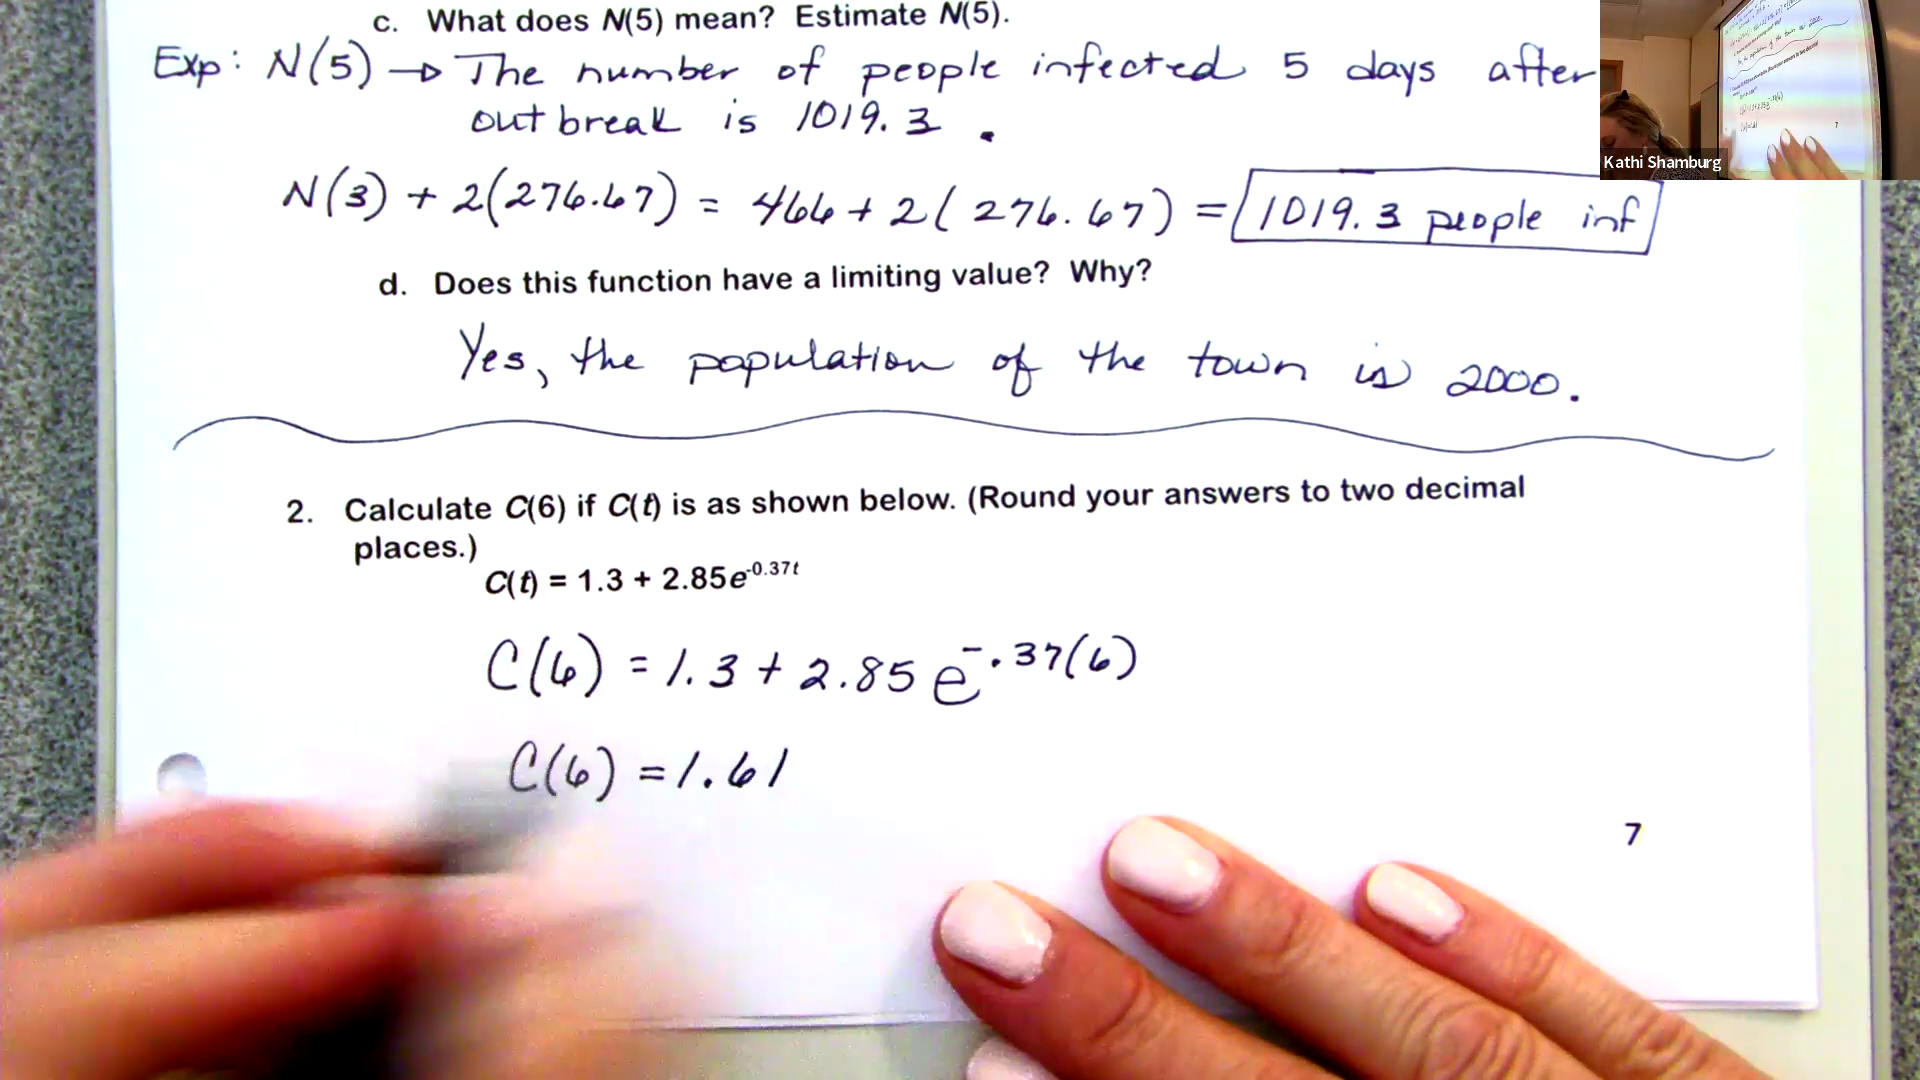 c. What does N(5) mean? Estimate N(5).
Exp: N(5) → The number of people infected 5 days after
outbreak is 1019.3.
N(3) + 2(276.67) = 466 + 2(276.67) = 1019.3 people inf
d. Does this function have a limiting value? Why?
Yes, the population of the town is 2000.
2. Calculate C(6) if C(t) is as shown below. (Round your answers to two decimal
places.)
C(t) = 1.3 + 2.85e^-0.37t
C(6) = 1.3 + 2.85 e^-.37(6)
C(6) = 1.61
7
Kathi Shamburg